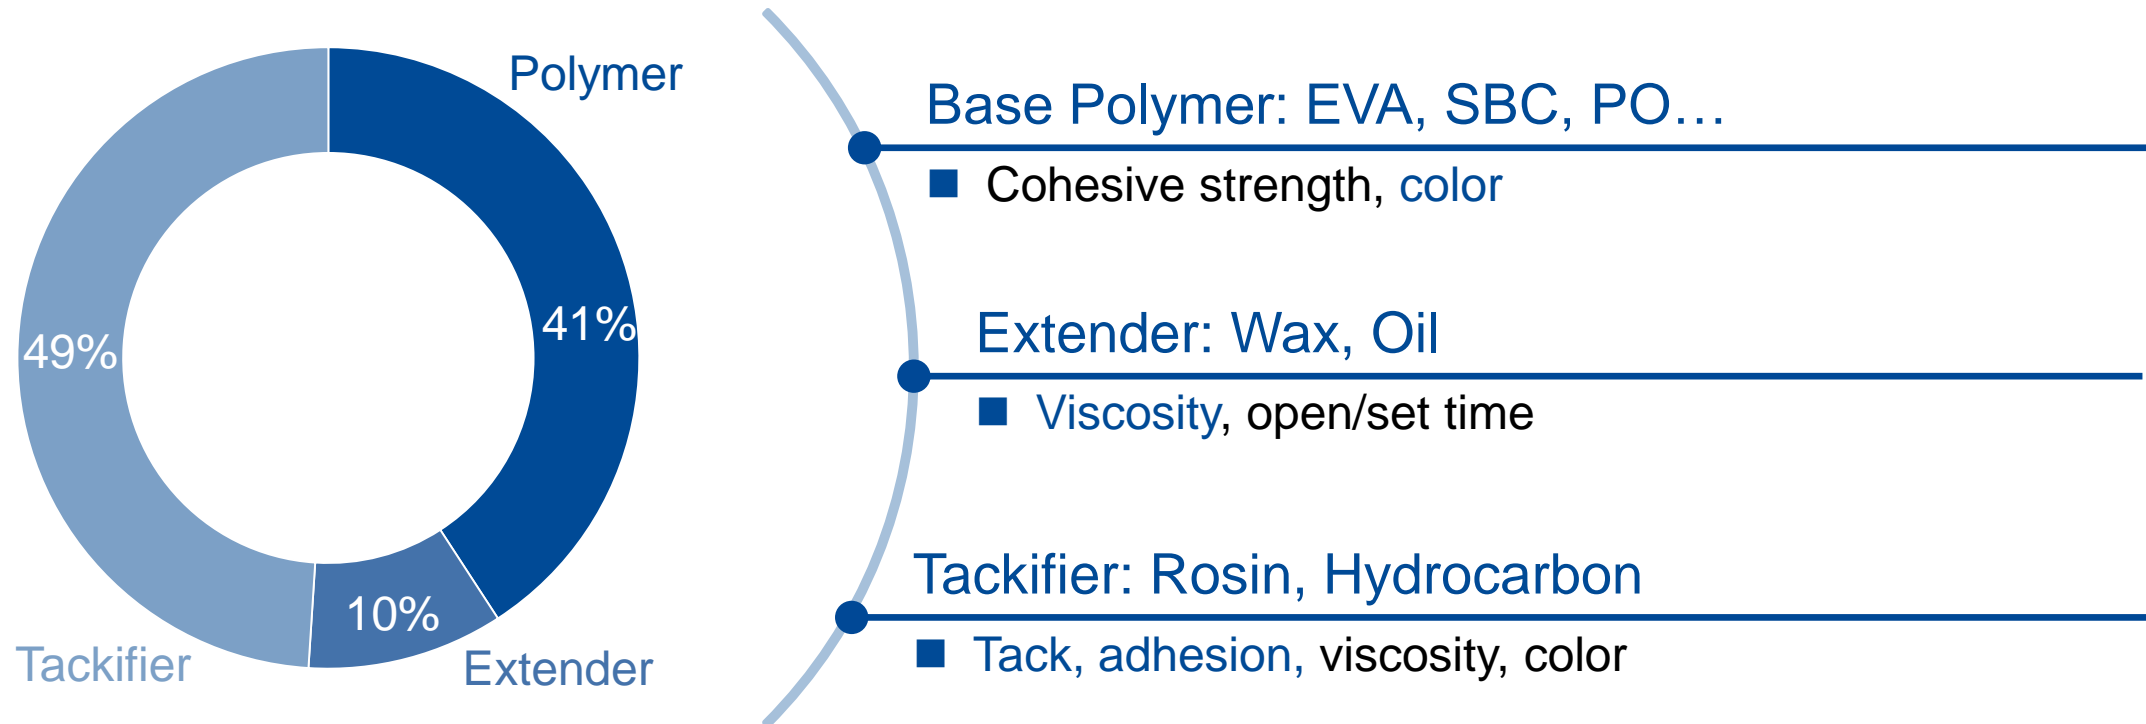 Polymer
41%
49%
10%
Tackifier
Extender
Base Polymer: EVA, SBC, PO…
Cohesive strength, color
Extender: Wax, Oil
Viscosity, open/set time
Tackifier: Rosin, Hydrocarbon
Tack, adhesion, viscosity, color